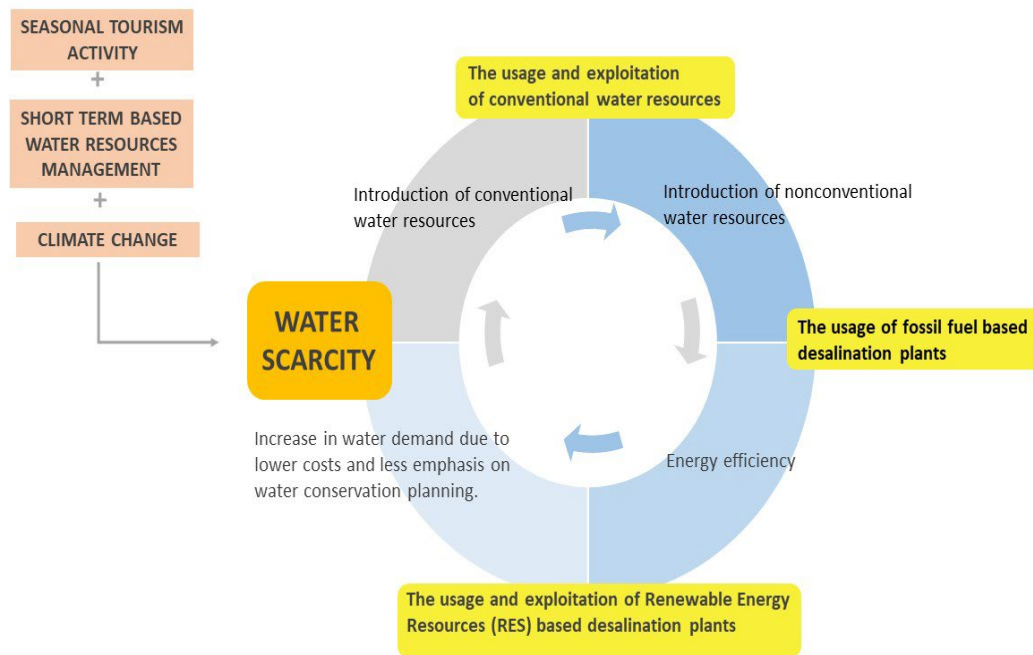 SEASONAL TOURISM
ACTIVITY
+
SHORT TERM BASED
WATER RESOURCES
MANAGEMENT
+
CLIMATE CHANGE
WATER
SCARCITY
The usage and exploitation
of conventional water resources
Introduction of conventional
water resources
Introduction of nonconventional
water resources
The usage of fossil fuel based
desalination plants
Energy efficiency
The usage and exploitation of Renewable Energy
Resources (RES) based desalination plants
Increase in water demand due to
lower costs and less emphasis on
water conservation planning.